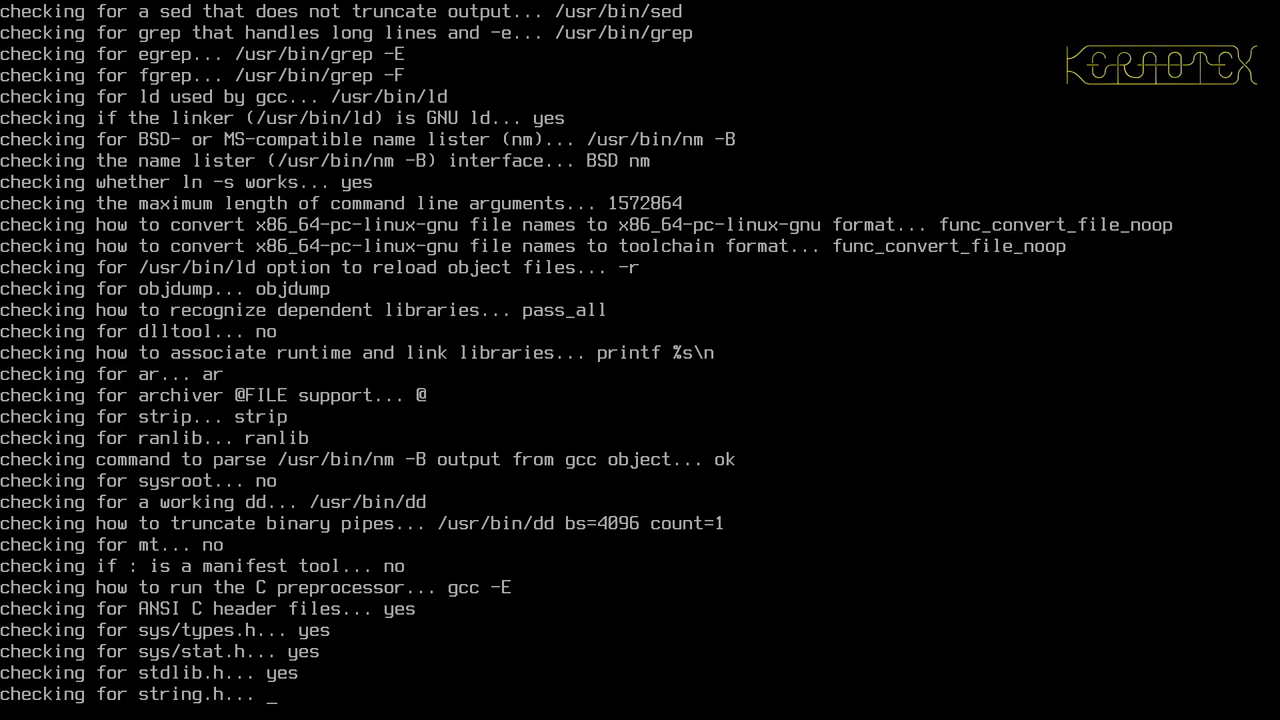 checking for a sed that does not truncate output... /usr/bin/sed
checking for grep that handles long lines and -e... /usr/bin/grep
checking for egrep... /usr/bin/grep -E
checking for fgrep... /usr/bin/grep -F
checking for ld used by gcc... /usr/bin/ld
checking if the linker (/usr/bin/ld) is GNU ld... yes
checking for BSD- or MS-compatible name lister (nm)... /usr/bin/nm -B
checking the name lister (/usr/bin/nm -B) interface... BSD nm
checking whether ln -s works... yes
checking the maximum length of command line arguments... 1572864
checking how to convert x86_64-pc-linux-gnu file names to x86_64-pc-linux-gnu format... func_convert_file_noop
checking how to convert x86_64-pc-linux-gnu file names to toolchain format... func_convert_file_noop
checking for /usr/bin/ld option to reload object files... -r
checking for objdump... objdump
checking how to recognize dependent libraries... pass_all
checking for dlltool... no
checking how to associate runtime and link libraries... printf %s\n
checking for ar... ar
checking for archiver @FILE support... @
checking for strip... strip
checking for ranlib... ranlib
checking command to parse /usr/bin/nm -B output from gcc object... ok
checking for sysroot... no
checking for a working dd... /usr/bin/dd
checking how to truncate binary pipes... /usr/bin/dd bs=4096 count=1
checking for mt... no
checking if : is a manifest tool... no
checking how to run the C preprocessor... gcc -E
checking for ANSI C header files... yes
checking for sys/types.h... yes
checking for sys/stat.h... yes
checking for stdlib.h... yes
checking for string.h... _